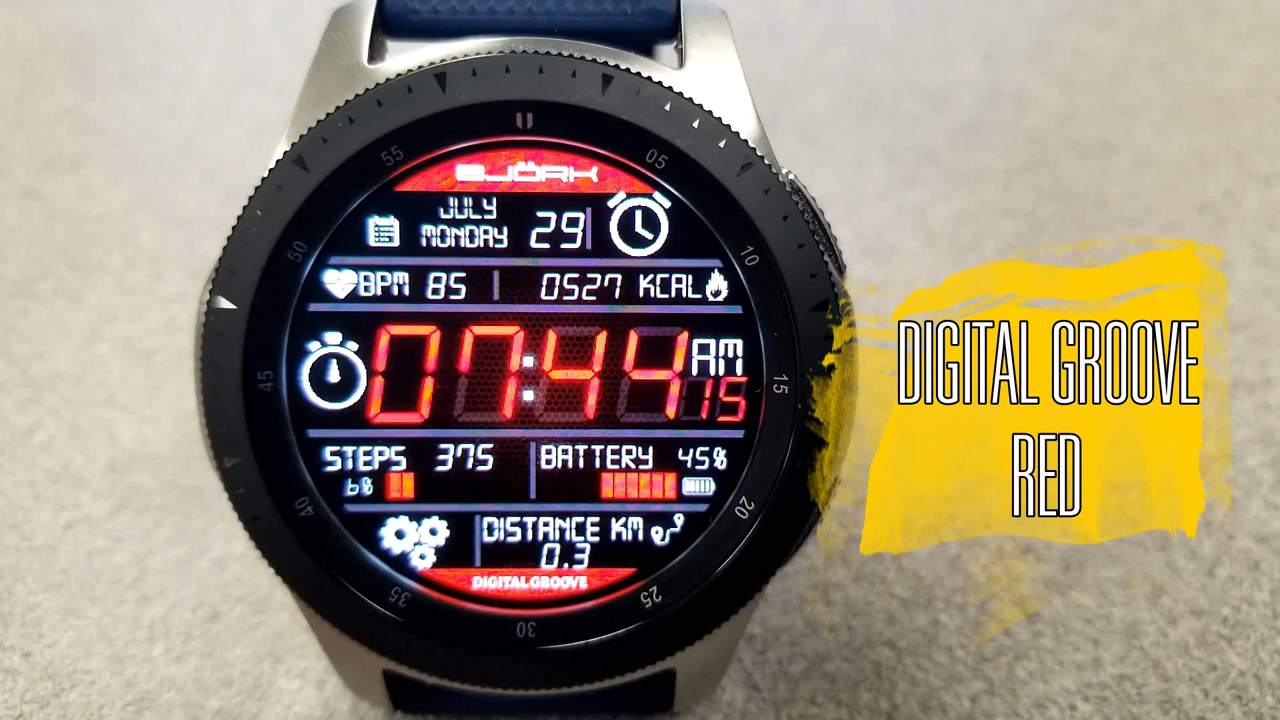 55
05
BJÖRK
JULY
MONDAY 29
50
10
BPM 85 | 0527 KCAL
07:44 AM
15
45
15
STEPS 375
BATTERY 45%
6%
40
20
DISTANCE KM
0.3
DIGITAL GROOVE
35
25
30
DIGITAL GROOVE
RED